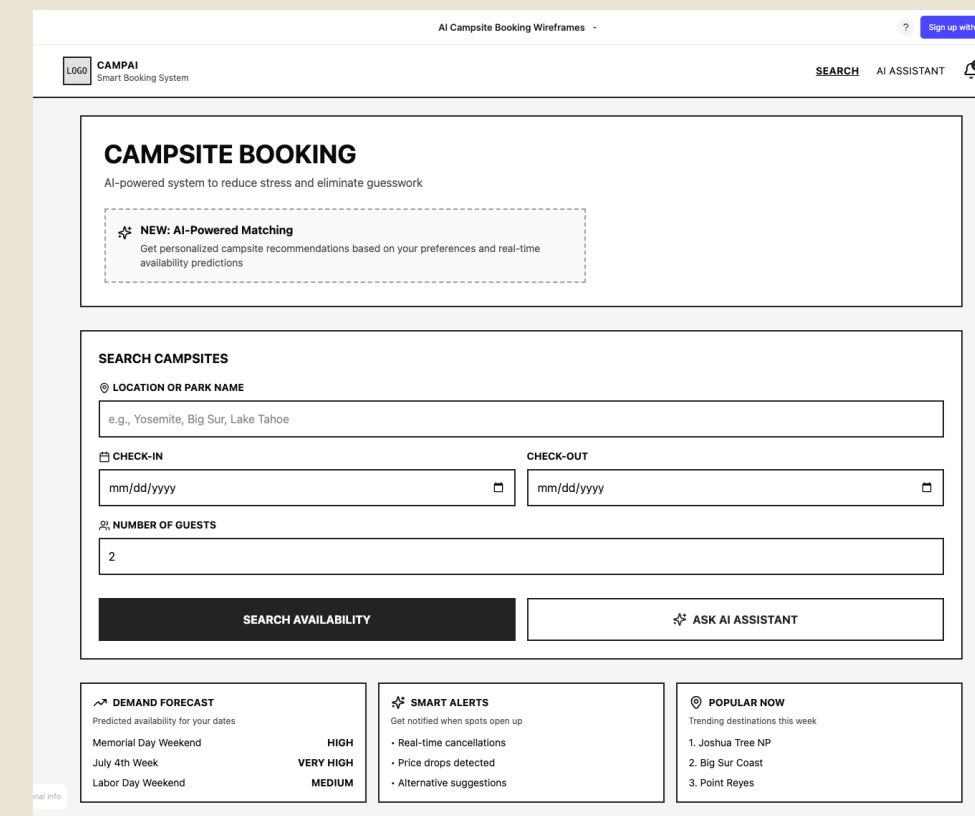 AI Campsite Booking Wireframes
?
Sign up with
LOGO
CAMPAI
Smart Booking System
SEARCH
AI ASSISTANT
CAMPSITE BOOKING
AI-powered system to reduce stress and eliminate guesswork
NEW: AI-Powered Matching
Get personalized campsite recommendations based on your preferences and real-time
availability predictions
SEARCH CAMPSITES
LOCATION OR PARK NAME
e.g., Yosemite, Big Sur, Lake Tahoe
CHECK-IN
CHECK-OUT
mm/dd/yyyy
mm/dd/yyyy
NUMBER OF GUESTS
2
SEARCH AVAILABILITY
ASK AI ASSISTANT
DEMAND FORECAST
Predicted availability for your dates
Memorial Day Weekend HIGH
July 4th Week VERY HIGH
Labor Day Weekend MEDIUM
SMART ALERTS
Get notified when spots open up
• Real-time cancellations
• Price drops detected
• Alternative suggestions
POPULAR NOW
Trending destinations this week
1. Joshua Tree NP
2. Big Sur Coast
3. Point Reyes
nal info